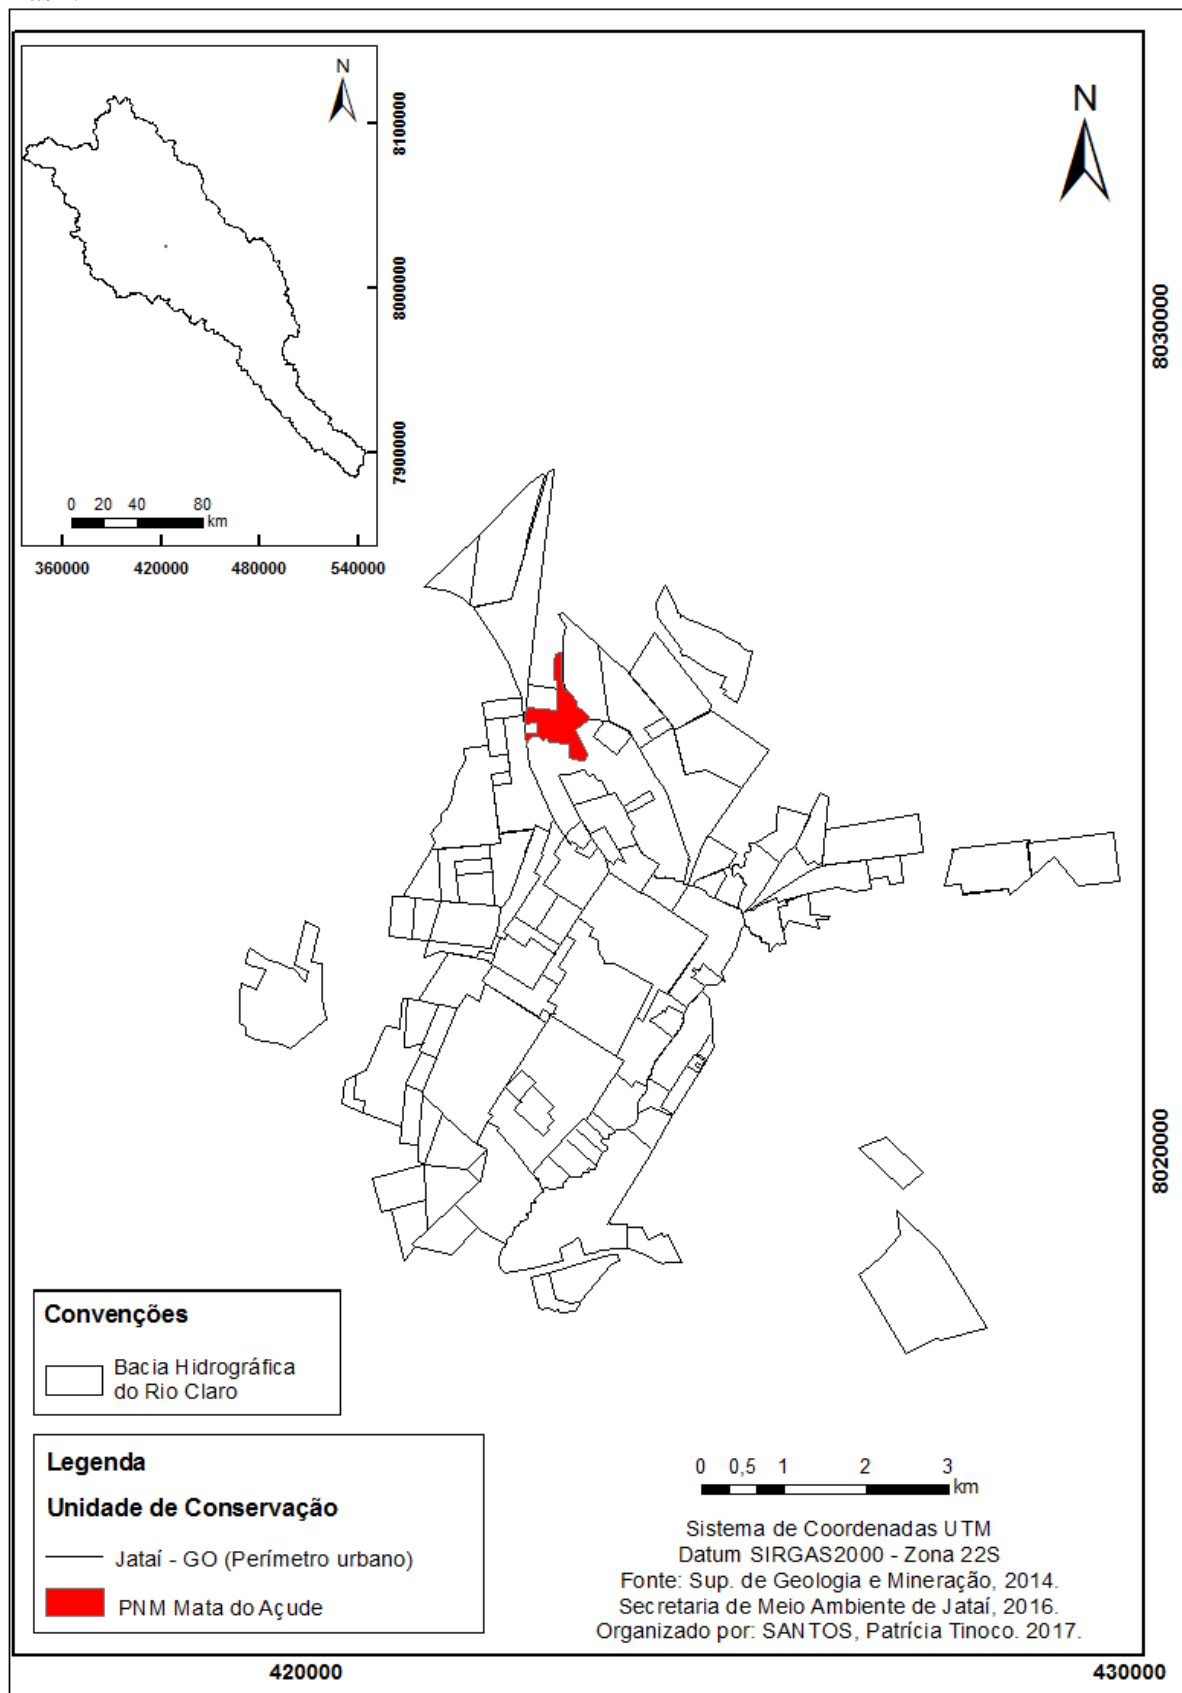 N
8100000
8000000
7900000
0 20 40 80
km
360000 420000 480000 540000
N
8030000
8020000
Convenções
Bacia Hidrográfica
do Rio Claro
Legenda
Unidade de Conservação
Jataí - GO (Perímetro urbano)
PNM Mata do Açude
0 0,5 1 2 3
km
Sistema de Coordenadas UTM
Datum SIRGAS2000 - Zona 22S
Fonte: Sup. de Geologia e Mineração, 2014.
Secretaria de Meio Ambiente de Jataí, 2016.
Organizado por: SANTOS, Patrícia Tinoco. 2017.
420000 430000